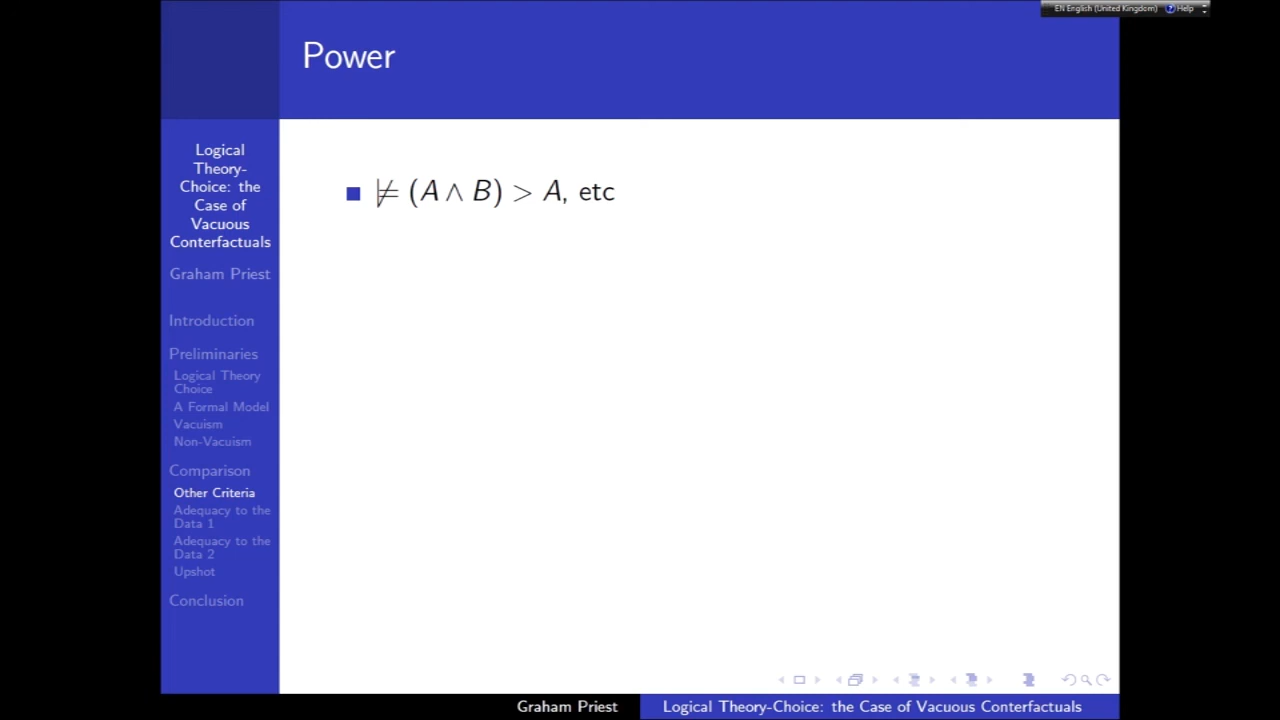 EN English (United Kingdom) Help
Power
Logical
Theory-
Choice: the
Case of
Vacuous
Conterfactuals
Graham Priest
Introduction
Preliminaries
Logical Theory
Choice
A Formal Model
Vacuism
Non-Vacuism
Comparison
Other Criteria
Adequacy to the
Data 1
Adequacy to the
Data 2
Upshot
Conclusion
⊭ (A ∧ B) > A, etc
Graham Priest
Logical Theory-Choice: the Case of Vacuous Conterfactuals